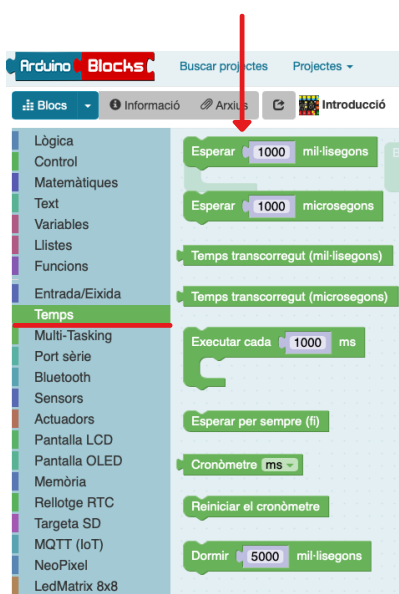 Arduino Blocks
Buscar projectes
Projectes
Blocs
Informació
Arxius
Introducció
Lògica
Control
Matemàtiques
Text
Variables
Llistes
Funcions
Entrada/Eixida
Temps
Multi-Tasking
Port sèrie
Bluetooth
Sensors
Actuadors
Pantalla LCD
Pantalla OLED
Memòria
Rellotge RTC
Targeta SD
MQTT (IoT)
NeoPixel
LedMatrix 8x8
Esperar 1000 mil·lisegons
Esperar 1000 microsegons
Temps transcorregut (mil·lisegons)
Temps transcorregut (microsegons)
Executar cada 1000 ms
Esperar per sempre (fi)
Cronòmetre ms
Reiniciar el cronòmetre
Dormir 5000 mil·lisegons